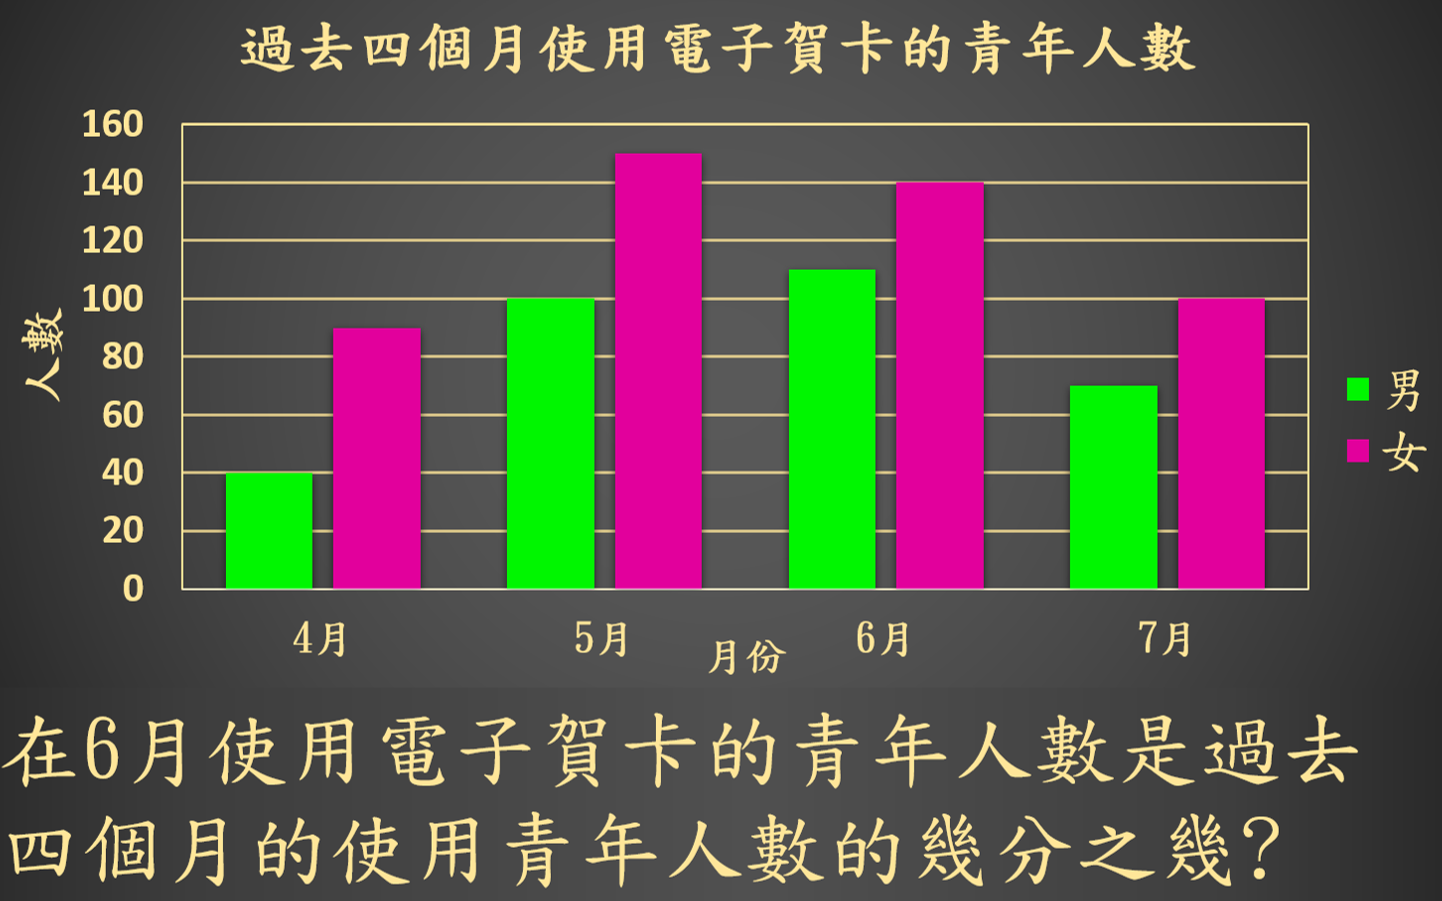 過去四個月使用電子賀卡的青年人數
160
140
120
100
80
60
40
20
0
人數
4月
5月
6月
7月
月份
男
女
在6月使用電子賀卡的青年人數是過去
四個月的使用青年人數的幾分之幾?